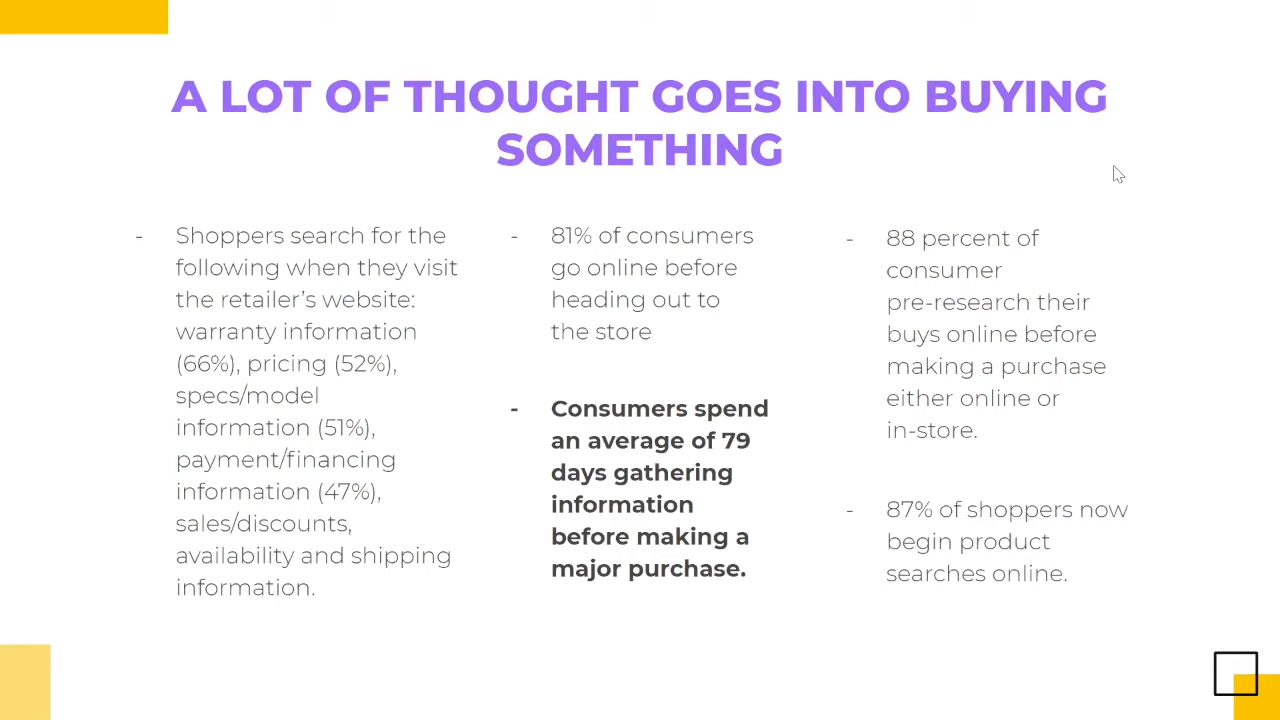 A LOT OF THOUGHT GOES INTO BUYING
SOMETHING
- Shoppers search for the
following when they visit
the retailer’s website:
warranty information
(66%), pricing (52%),
specs/model
information (51%),
payment/financing
information (47%),
sales/discounts,
availability and shipping
information.
- 81% of consumers
go online before
heading out to
the store
- Consumers spend
an average of 79
days gathering
information
before making a
major purchase.
- 88 percent of
consumer
pre-research their
buys online before
making a purchase
either online or
in-store.
- 87% of shoppers now
begin product
searches online.